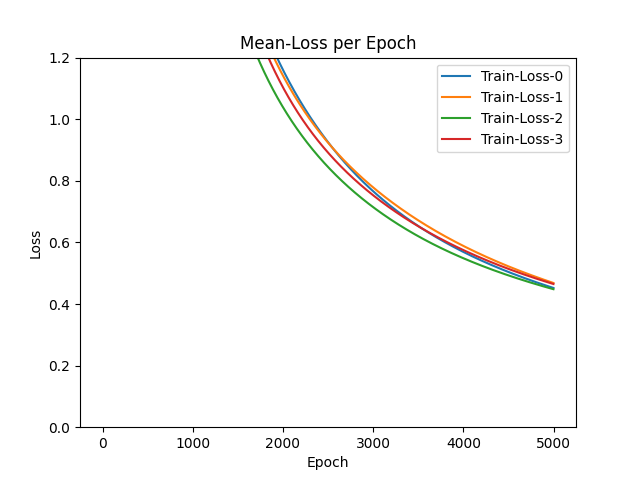 Mean-Loss per Epoch
Train-Loss-0
Train-Loss-1
Train-Loss-2
Train-Loss-3
Loss
1.2
1.0
0.8
0.6
0.4
0.2
0.0
0 1000 2000 3000 4000 5000
Epoch